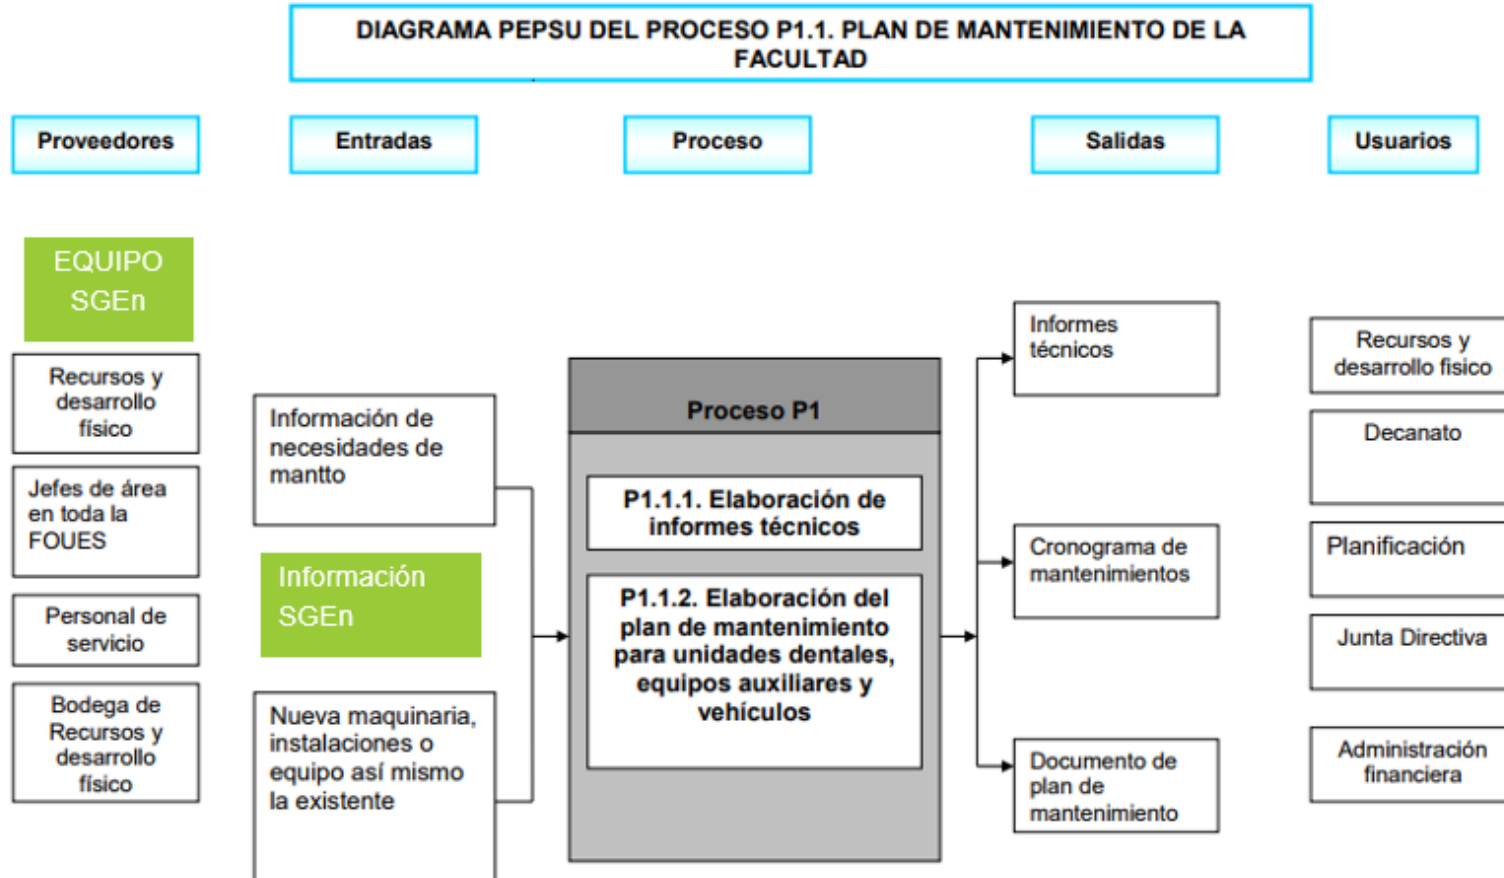 DIAGRAMA PEPSU DEL PROCESO P1.1. PLAN DE MANTENIMIENTO DE LA
FACULTAD
Proveedores
Entradas
Proceso
Salidas
Usuarios
EQUIPO
SGEn
Recursos y
desarrollo
físico
Jefes de área
en toda la
FOUES
Personal de
servicio
Bodega de
Recursos y
desarrollo
físico
Información de
necesidades de
mantto
Información
SGEn
Nueva maquinaria,
instalaciones o
equipo así mismo
la existente
Proceso P1
P1.1.1. Elaboración de
informes técnicos
P1.1.2. Elaboración del
plan de mantenimiento
para unidades dentales,
equipos auxiliares y
vehículos
Informes
técnicos
Cronograma de
mantenimientos
Documento de
plan de
mantenimiento
Recursos y
desarrollo fisico
Decanato
Planificación
Junta Directiva
Administración
financiera